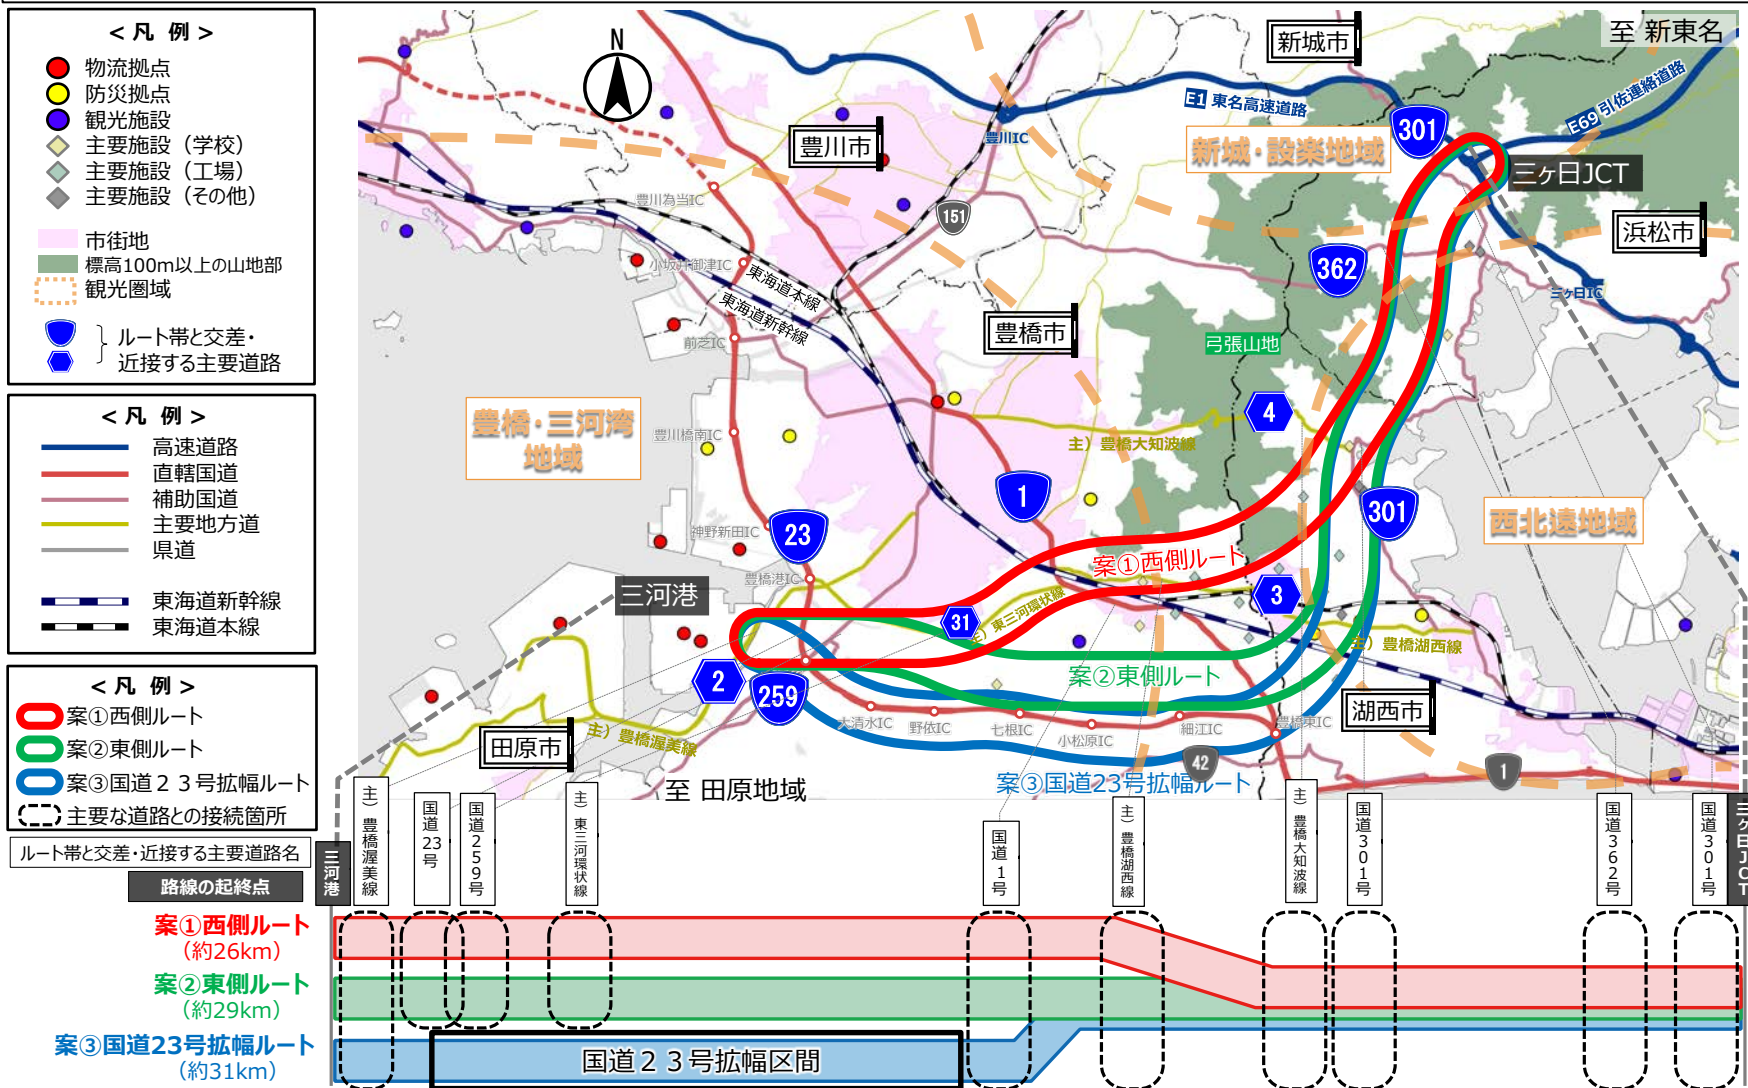 <凡 例>
物流拠点
防災拠点
観光施設
主要施設（学校）
主要施設（工場）
主要施設（その他）
市街地
標高100m以上の山地部
観光圏域
ルート帯と交差・
近接する主要道路
<凡 例>
高速道路
直轄国道
補助国道
主要地方道
県道
東海道新幹線
東海道本線
<凡 例>
案①西側ルート
案②東側ルート
案③国道２３号拡幅ルート
主要な道路との接続箇所
N
新城市
至 新東名
E1 東名高速道路
E69 引佐連絡道路
301
豊川市
豊川IC
新城・設楽地域
三ヶ日JCT
豊川為当IC
151
浜松市
小坂井御津IC
東海道本線
東海道新幹線
362
三ヶ日IC
前芝IC
豊橋市
弓張山地
豊橋・三河湾
地域
豊川橋南IC
4
主）豊橋大知波線
1
301
西北遠地域
神野新田IC
23
案①西側ルート
豊橋港IC
三河港
31
主）東三河環状線
3
主）豊橋湖西線
2
259
案②東側ルート
湖西市
大清水IC
野依IC
七根IC
小松原IC
細江IC
豊橋東IC
田原市
主）豊橋渥美線
42
1
至 田原地域
案③国道23号拡幅ルート
ルート帯と交差・近接する主要道路名
路線の起終点
三河港
主）豊橋渥美線
国道23号
国道259号
主）東三河環状線
国道1号
主）豊橋湖西線
主）豊橋大知波線
国道301号
国道362号
国道301号
三ヶ日JCT
案①西側ルート
（約26km）
案②東側ルート
（約29km）
案③国道23号拡幅ルート
（約31km）
国道２３号拡幅区間